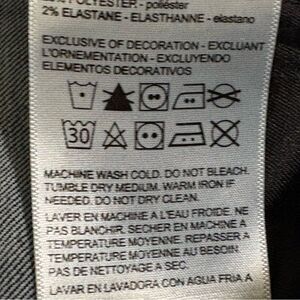 POLYESTER - poliéster
2% ELASTANE - ELASTHANNE - elastano
EXCLUSIVE OF DECORATION - EXCLUANT
L'ORNEMENTATION - EXCLUYENDO
ELEMENTOS DECORATIVOS
30
MACHINE WASH COLD. DO NOT BLEACH.
TUMBLE DRY MEDIUM. WARM IRON IF
NEEDED. DO NOT DRY CLEAN.
LAVER EN MACHINE A L'EAU FROIDE. NE
PAS BLANCHIR. SECHER EN MACHINE A
TEMPERATURE MOYENNE. REPASSER A
TEMPERATURE MOYENNE AU BESOIN
PAS DE NETTOYAGE A SEC.
LAVAR EN LAVADORA CON AGUA FRIA A